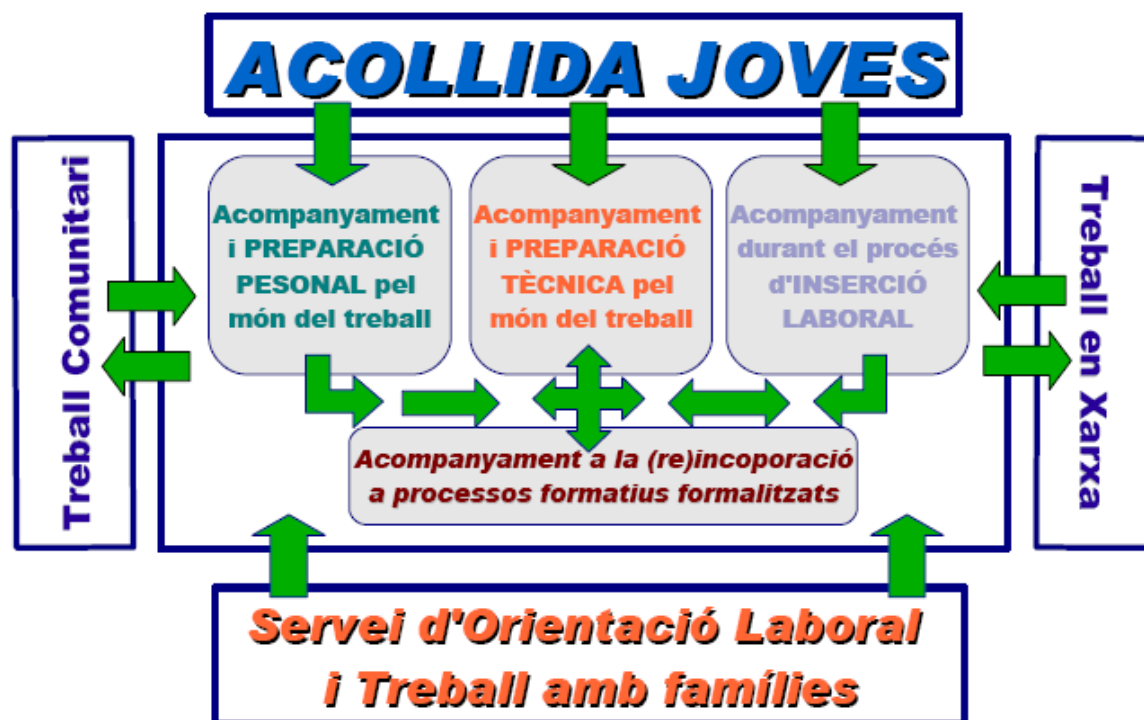 ACOLLIDA JOVES
Treball Comunitari
Acompanyament
i PREPARACIÓ
PESONAL pel
món del treball
Acompanyament
i PREPARACIÓ
TÈCNICA pel
món del treball
Acompanyament
durant el procés
d'INSERCIÓ
LABORAL
Treball en Xarxa
Acompanyament a la (re)incoporació
a processos formatius formalitzats
Servei d'Orientació Laboral
i Treball amb famílies